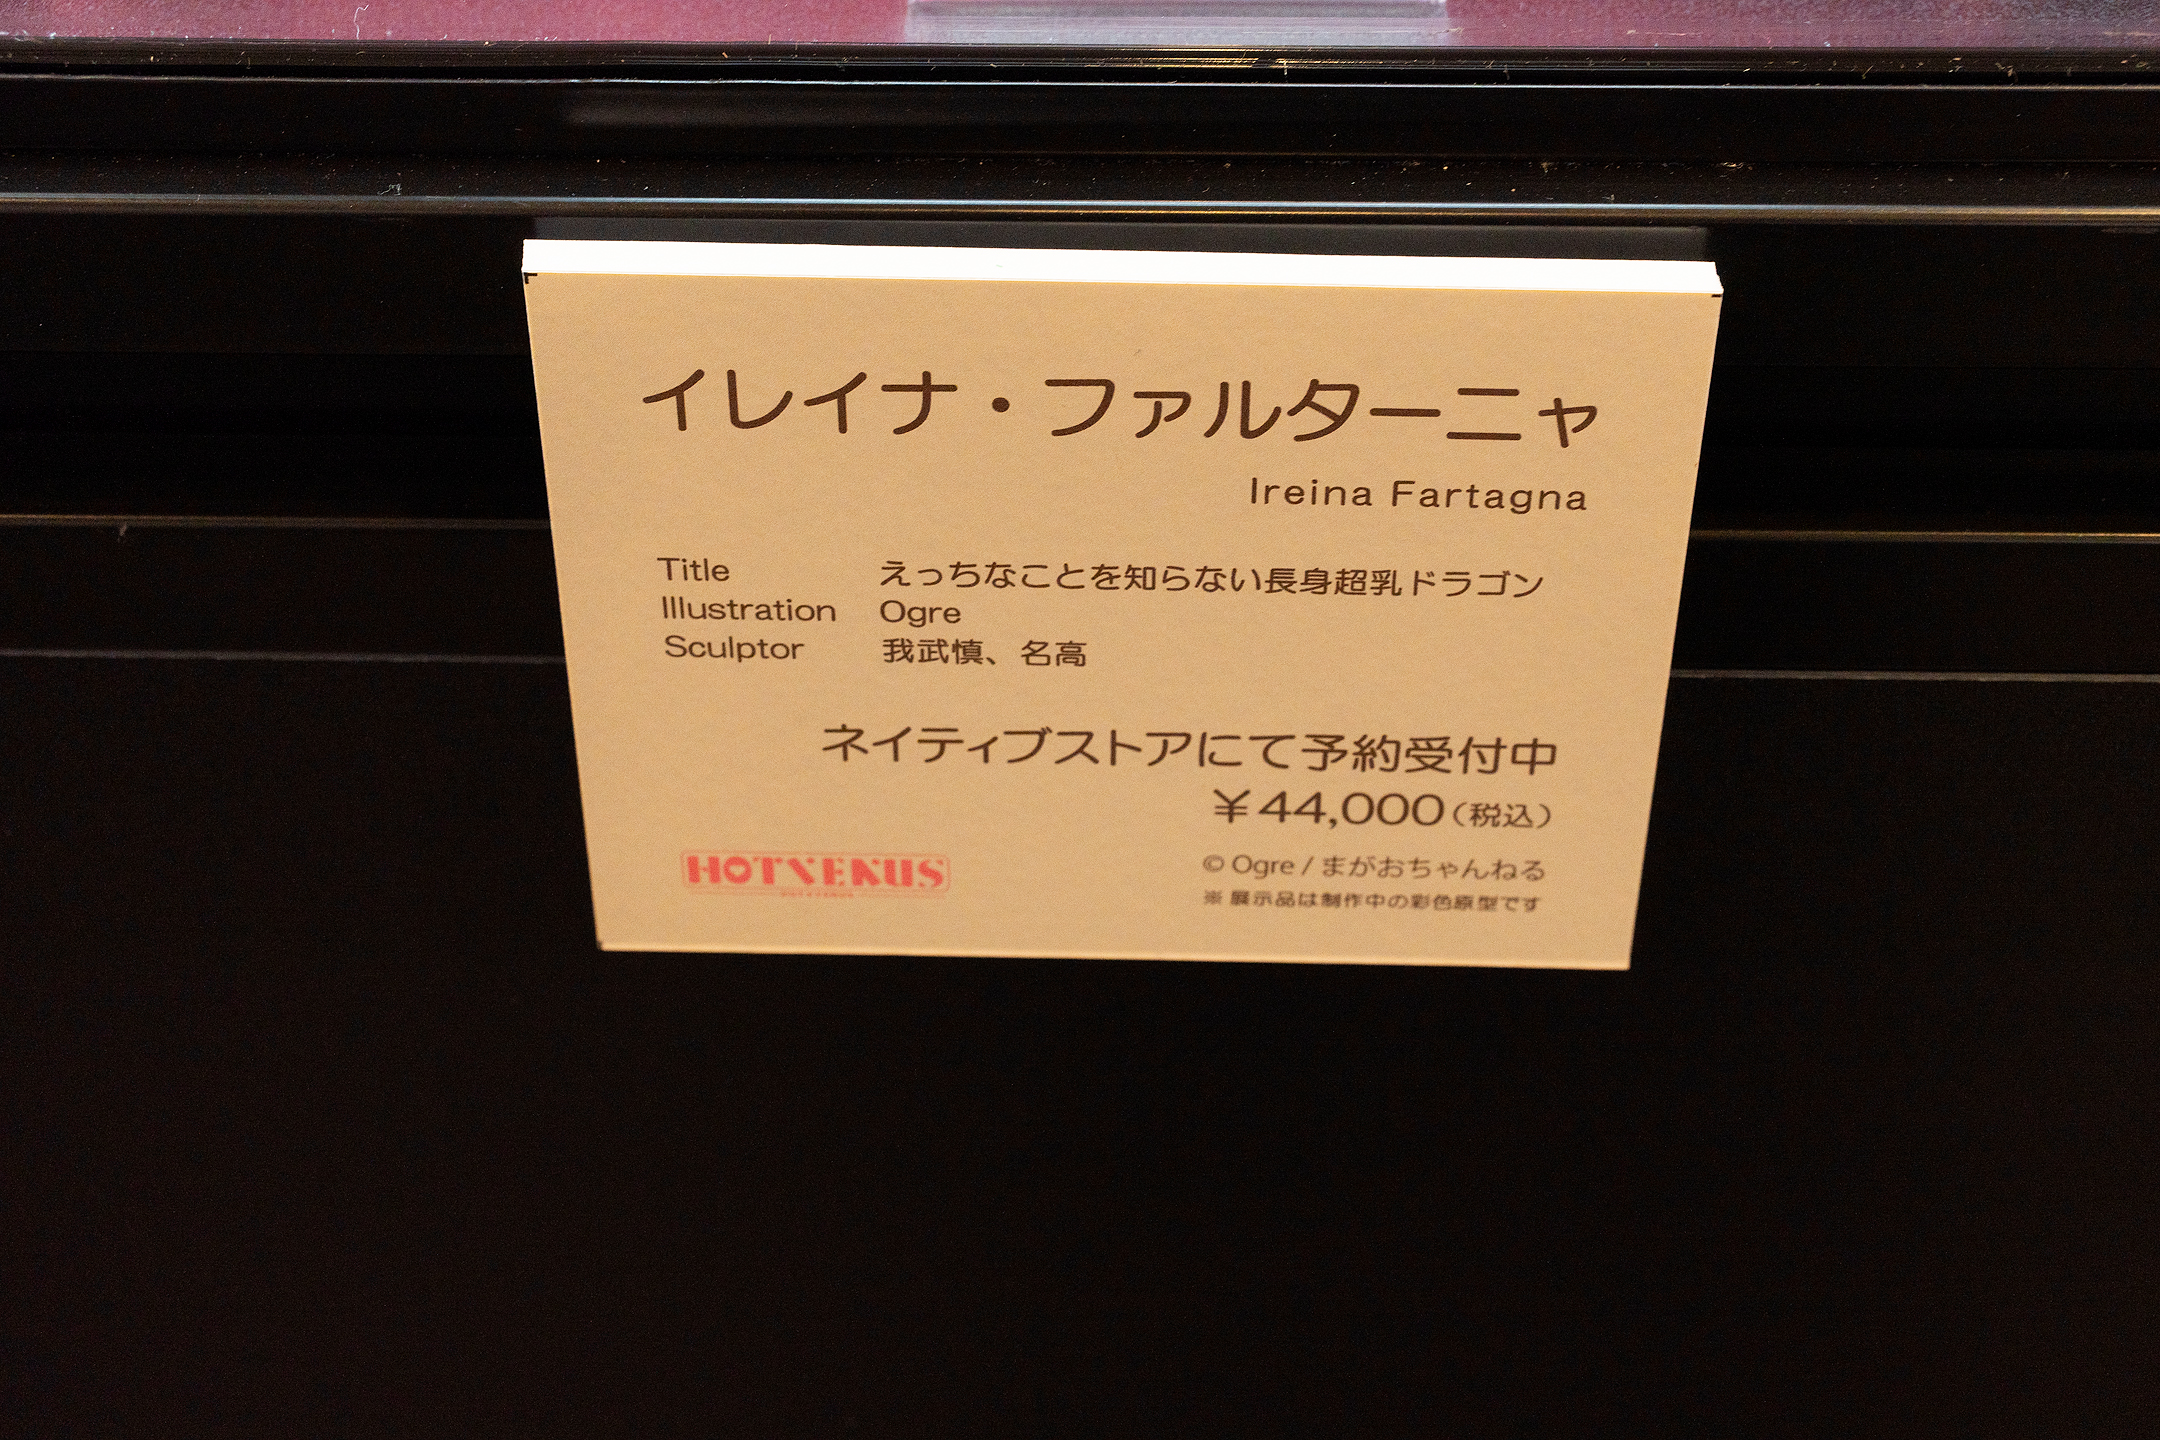 イレイナ・ファルターニャ
Ireina Fartagna
Title えっちなことを知らない長身超乳ドラゴン
Illustration Ogre
Sculptor 我武慎、名高
ネイティブストアにて予約受付中
￥44,000(税込)
HOTVENUS
© Ogre / まがおちゃんねる
※ 展示品は制作中の彩色原型です